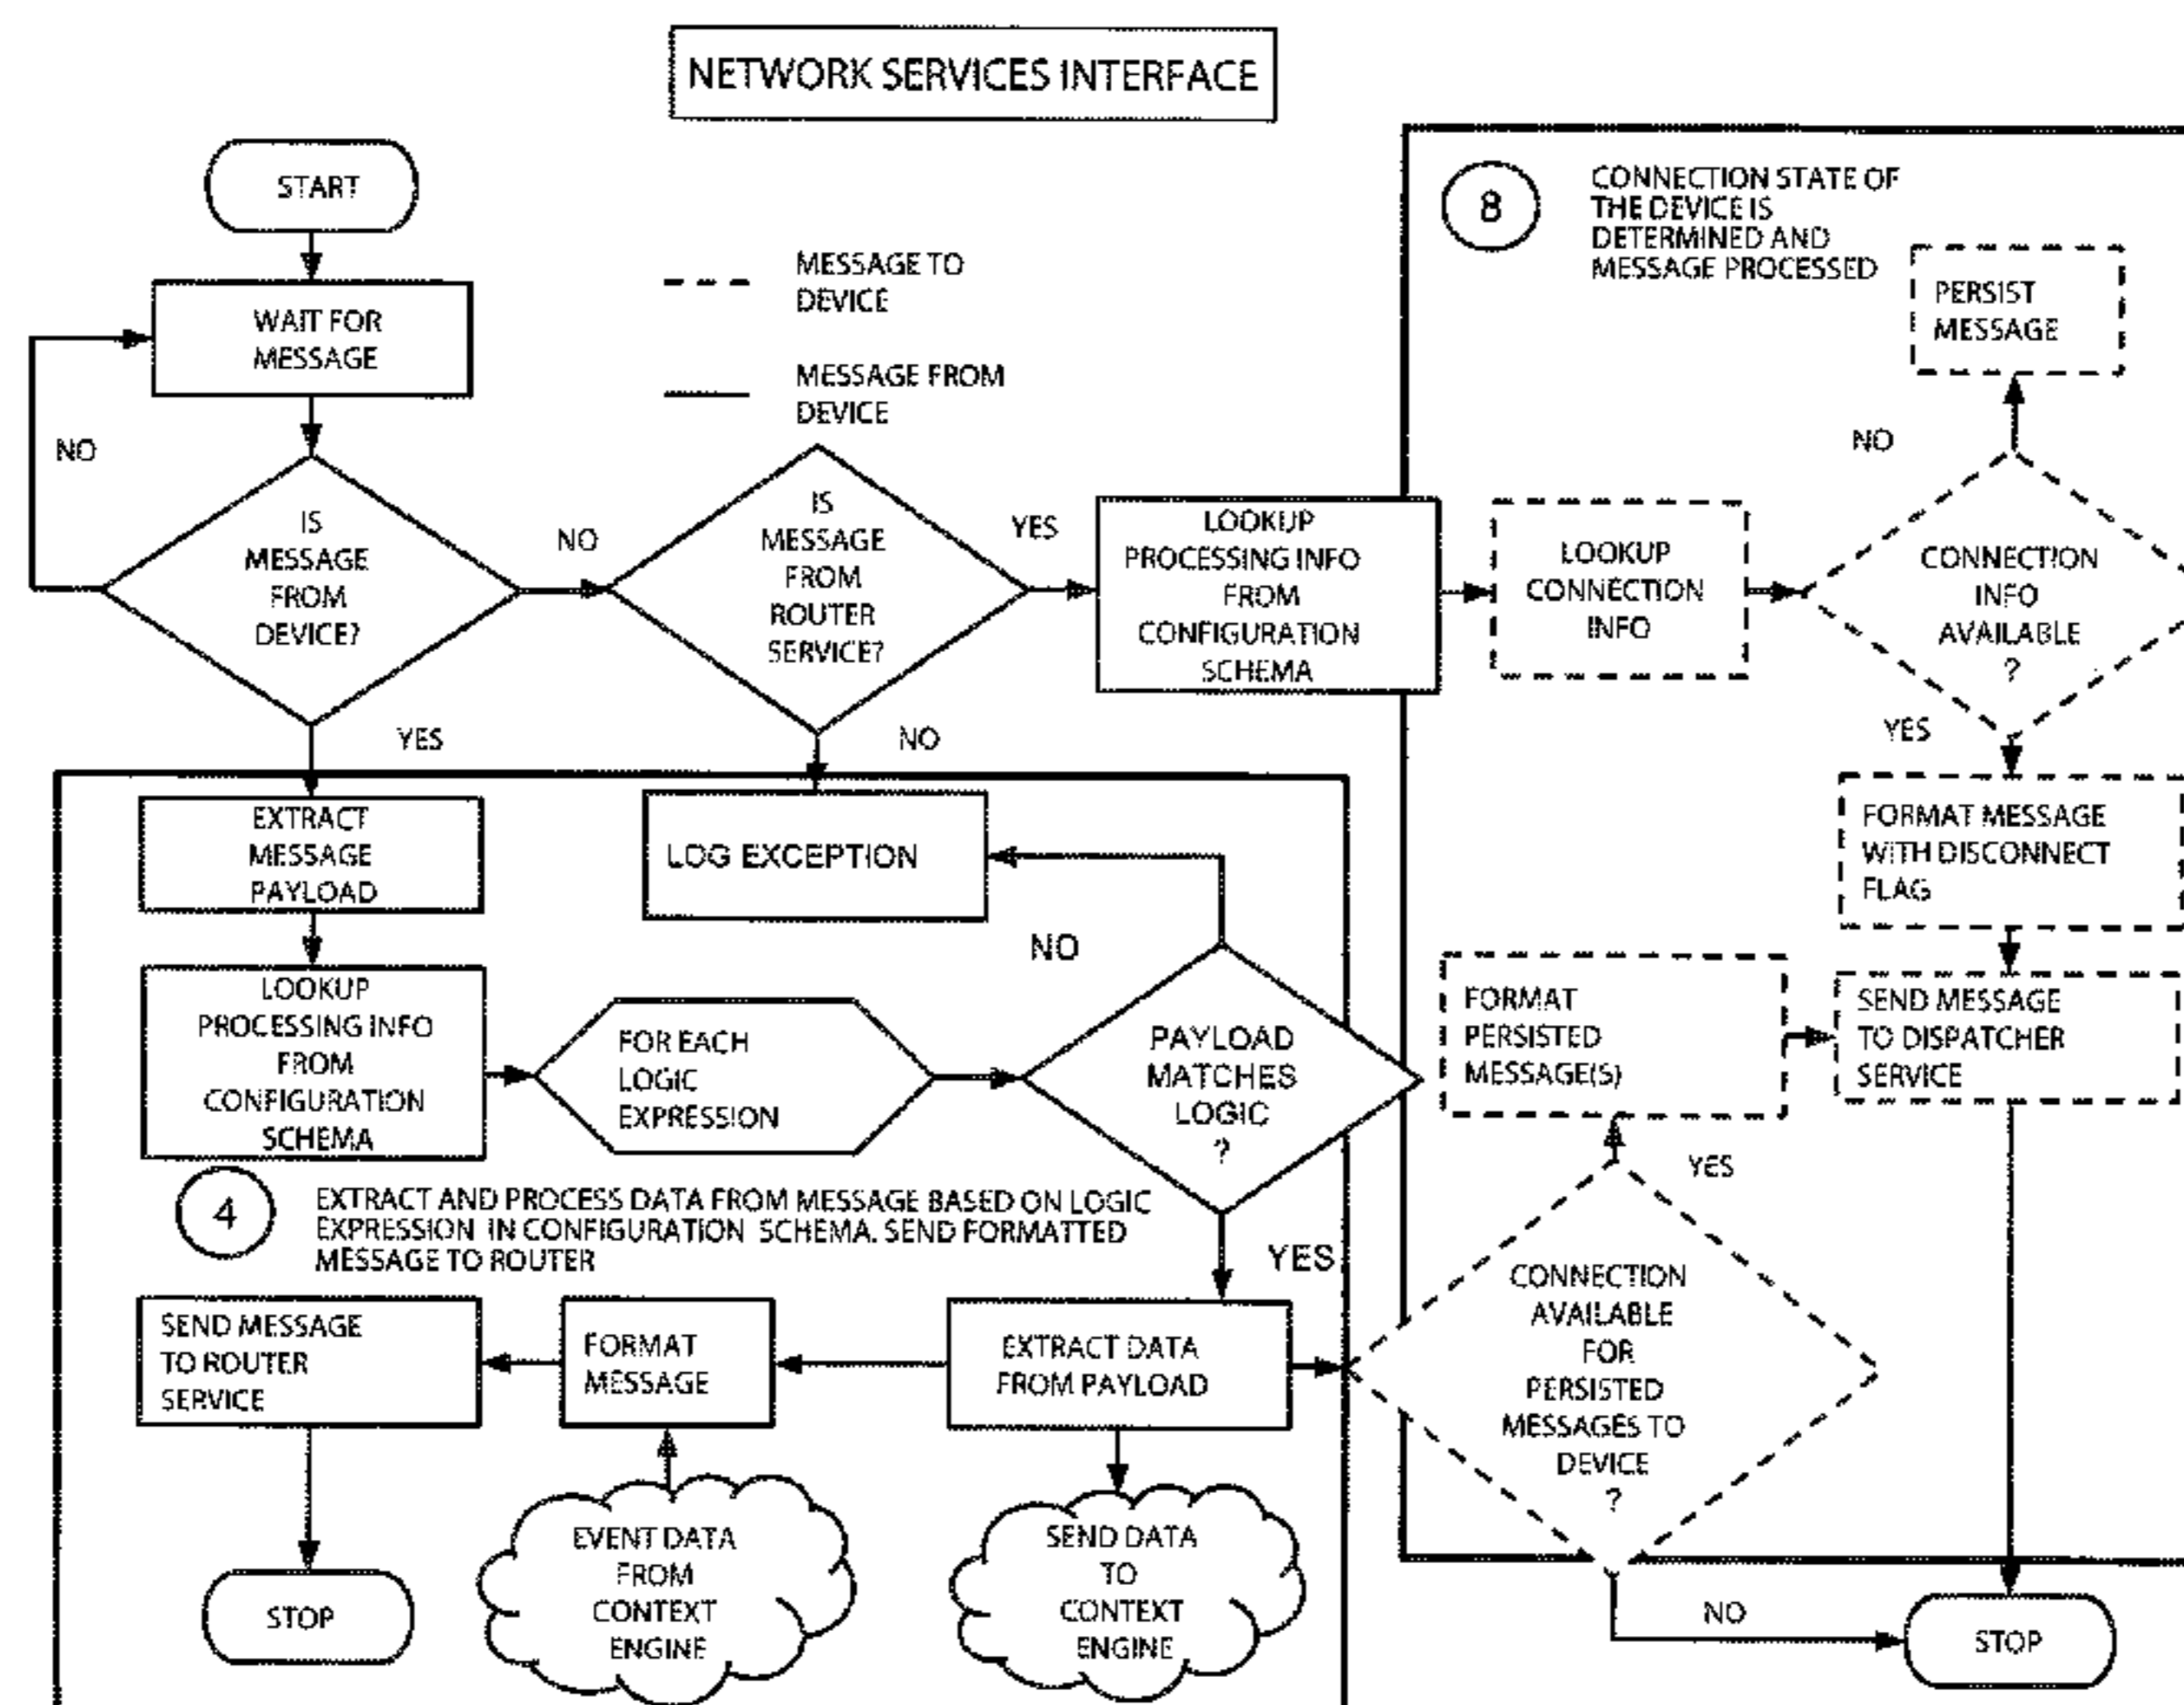 NETWORK SERVICES INTERFACE
START
WAIT FOR
MESSAGE
NO
IS
MESSAGE
FROM
DEVICE?
NO
YES
MESSAGE TO
DEVICE
MESSAGE FROM
DEVICE
IS
MESSAGE
FROM
ROUTER
SERVICE?
YES
NO
LOOKUP
PROCESSING INFO
FROM
CONFIGURATION
SCHEMA
8
CONNECTION STATE OF
THE DEVICE IS
DETERMINED AND
MESSAGE PROCESSED
PERSIST
MESSAGE
NO
LOOKUP
CONNECTION
INFO
CONNECTION
INFO
AVAILABLE
?
YES
FORMAT MESSAGE
WITH DISCONNECT
FLAG
EXTRACT
MESSAGE
PAYLOAD
LOG EXCEPTION
NO
LOOKUP
PROCESSING INFO
FROM
CONFIGURATION
SCHEMA
FOR EACH
LOGIC
EXPRESSION
PAYLOAD
MATCHES
LOGIC
?
YES
FORMAT
PERSISTED
MESSAGE(S)
SEND MESSAGE
TO DISPATCHER
SERVICE
YES
4
EXTRACT AND PROCESS DATA FROM MESSAGE BASED ON LOGIC
EXPRESSION IN CONFIGURATION SCHEMA. SEND FORMATTED
MESSAGE TO ROUTER
SEND MESSAGE
TO ROUTER
SERVICE
FORMAT
MESSAGE
EXTRACT DATA
FROM PAYLOAD
CONNECTION
AVAILABLE
FOR
PERSISTED
MESSAGES TO
DEVICE
?
STOP
EVENT DATA
FROM
CONTEXT
ENGINE
SEND DATA
TO
CONTEXT
ENGINE
NO
STOP